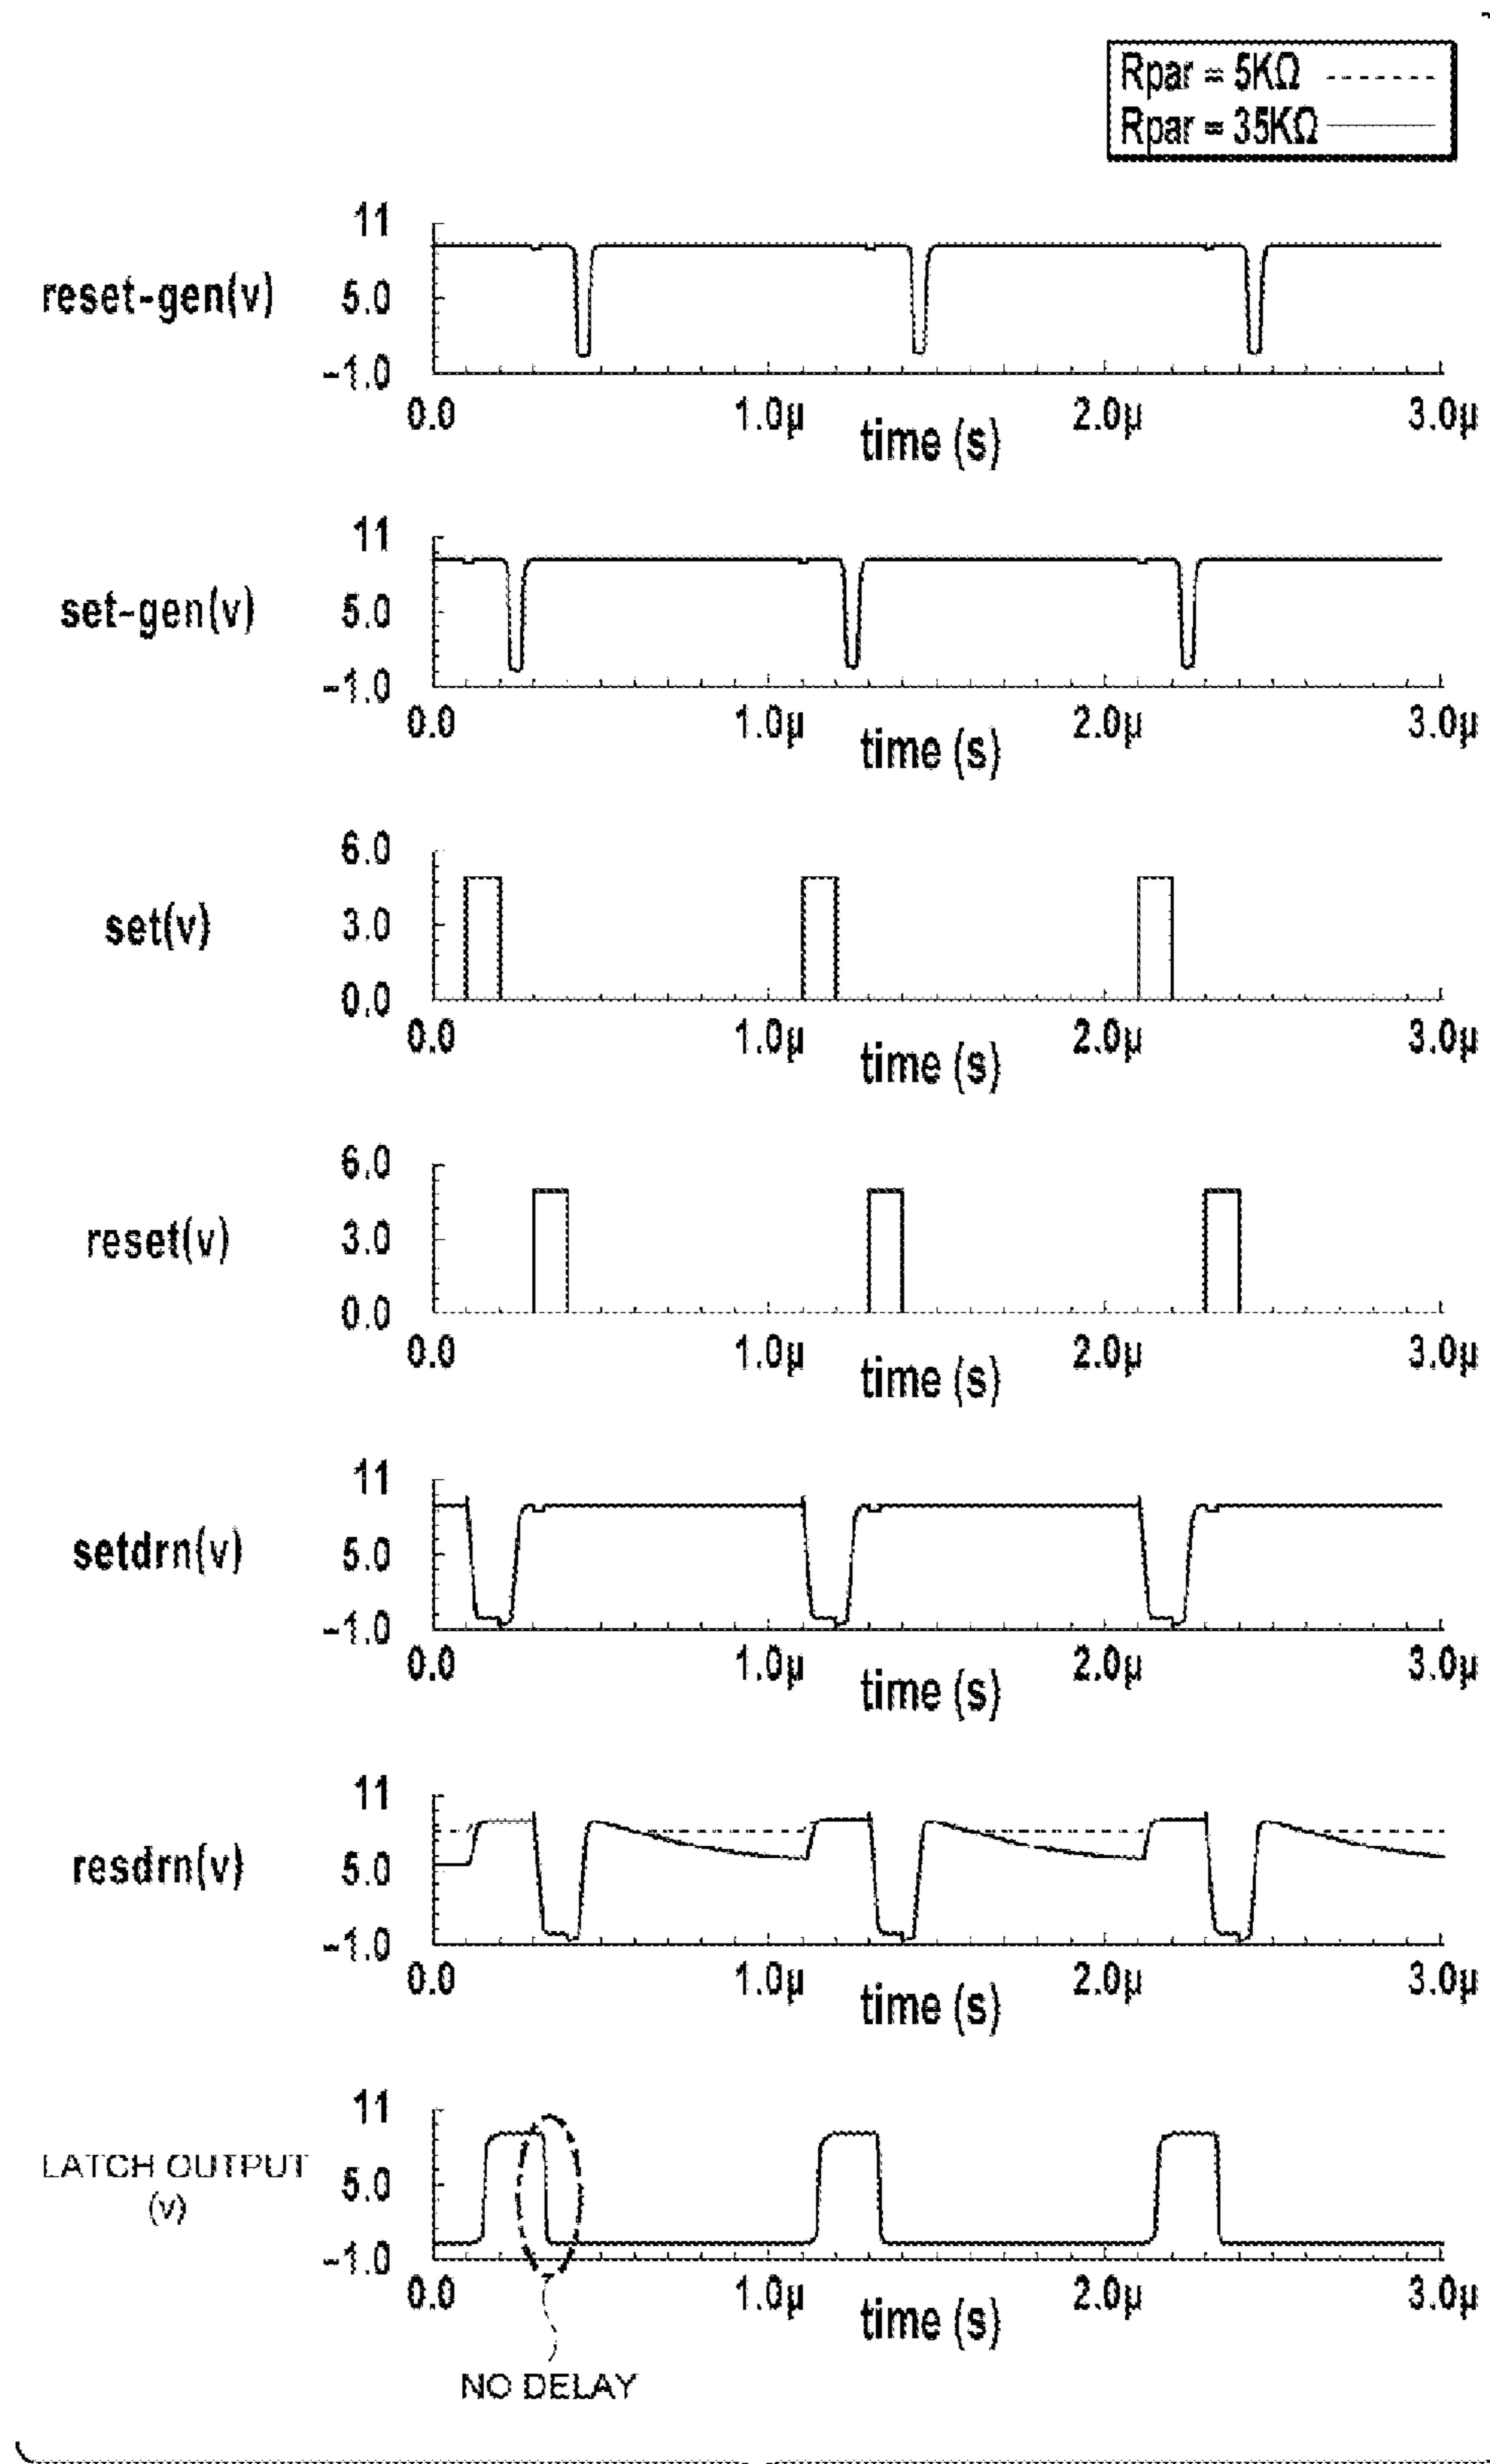 Rpar = 5KΩ
Rpar = 35KΩ
reset-gen(v)
11
5.0
-1.0
0.0 1.0μ 2.0μ 3.0μ
time (s)
set-gen(v)
11
5.0
-1.0
0.0 1.0μ 2.0μ 3.0μ
time (s)
set(v)
6.0
3.0
0.0
0.0 1.0μ 2.0μ 3.0μ
time (s)
reset(v)
6.0
3.0
0.0
0.0 1.0μ 2.0μ 3.0μ
time (s)
setdrn(v)
11
5.0
-1.0
0.0 1.0μ 2.0μ 3.0μ
time (s)
resdrn(v)
11
5.0
-1.0
0.0 1.0μ 2.0μ 3.0μ
time (s)
LATCH OUTPUT
(v)
11
5.0
-1.0
0.0 1.0μ 2.0μ 3.0μ
time (s)
NO DELAY